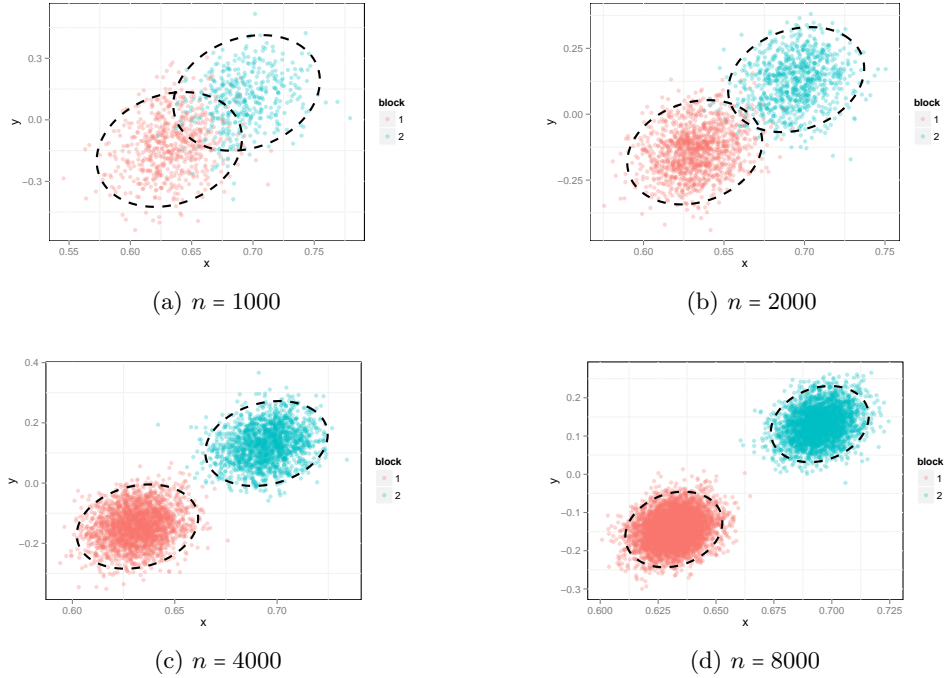 0.3
0.0
−0.3
y
0.55 0.60 0.65 0.70 0.75
x
block
1
2
(a) n = 1000
0.25
0.00
−0.25
y
0.60 0.65 0.70 0.75
x
block
1
2
(b) n = 2000
0.4
0.2
0.0
−0.2
y
0.60 0.65 0.70
x
block
1
2
(c) n = 4000
0.2
0.1
0.0
−0.1
−0.2
−0.3
y
0.600 0.625 0.650 0.675 0.700 0.725
x
block
1
2
(d) n = 8000